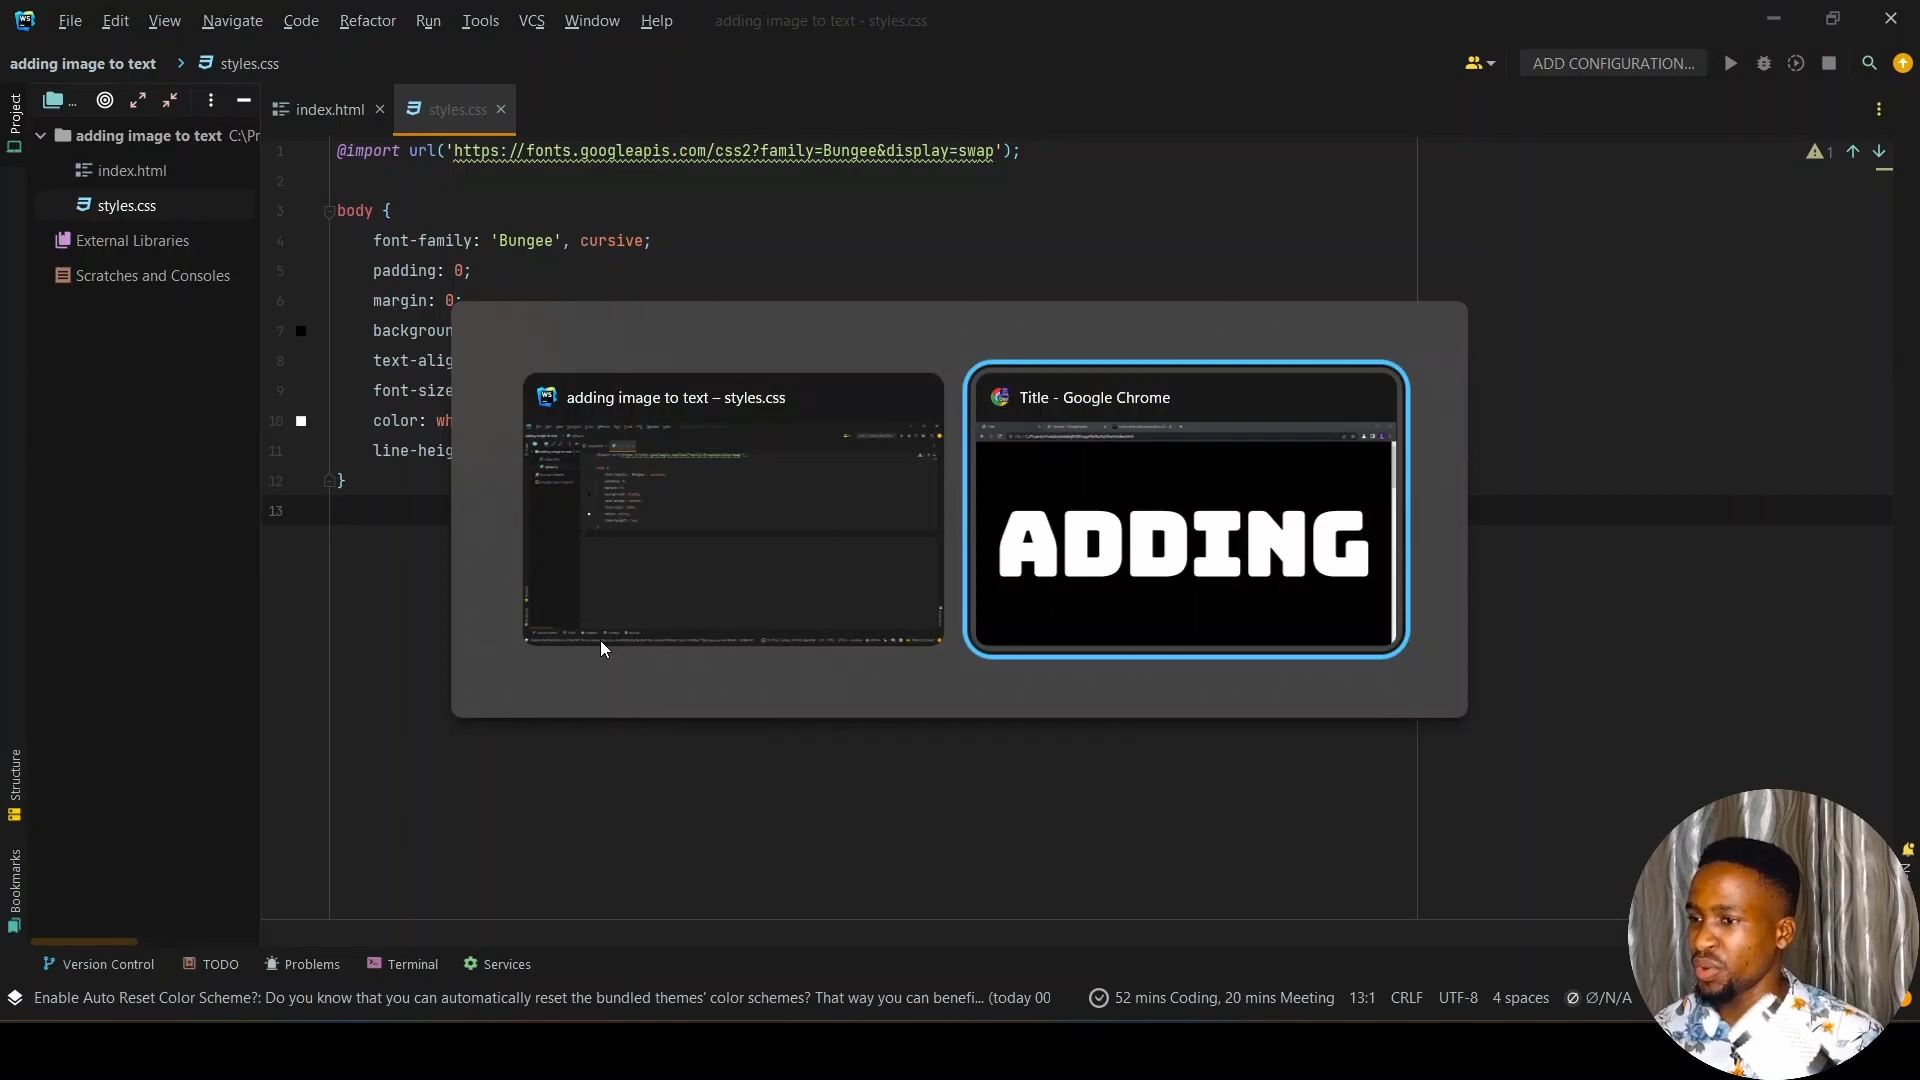 File Edit View Navigate Code Refactor Run Tools VCS Window Help adding image to text - styles.css
adding image to text styles.css ADD CONFIGURATION...
Project
... index.html styles.css
adding image to text C:\Pr
index.html
styles.css
External Libraries
Scratches and Consoles
1 @import url('https://fonts.googleapis.com/css2?family=Bungee&display=swap');
2
3 body {
4 font-family: 'Bungee', cursive;
5 padding: 0;
6 margin: 0;
7 backgroun
8 text-alig
9 font-size
10 color: wh
11 line-heig
12 }
13
1
adding image to text – styles.css
Title - Google Chrome
ADDING
Structure
Bookmarks
Version Control TODO Problems Terminal Services
Enable Auto Reset Color Scheme?: Do you know that you can automatically reset the bundled themes' color schemes? That way you can benefi... (today 00 52 mins Coding, 20 mins Meeting 13:1 CRLF UTF-8 4 spaces Ø/N/A